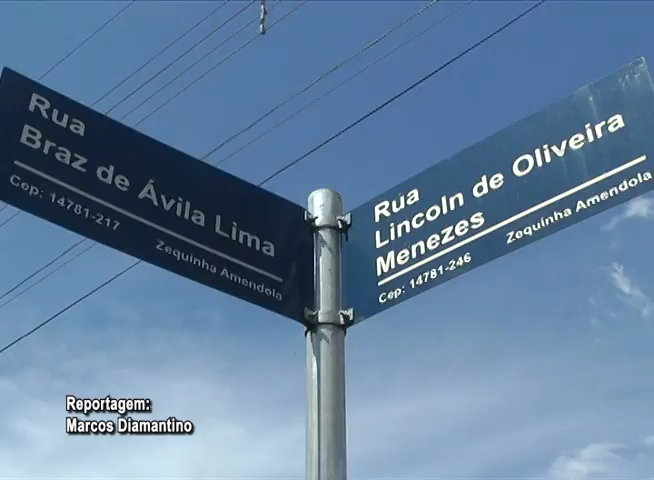 Rua
Braz de Ávila Lima
Cep: 14781-217
Zequinha Amendola
Rua
Lincoln de Oliveira
Menezes
Cep: 14781-246
Zequinha Amendola
Reportagem:
Marcos Diamantino